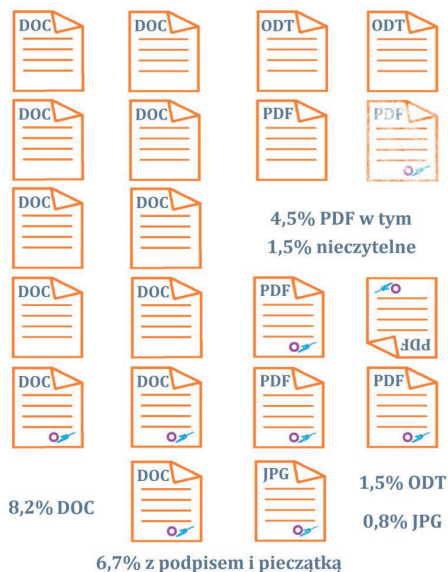 DOC DOC ODT ODT
DOC DOC PDF PDF
DOC DOC
4,5% PDF w tym
1,5% nieczytelne
DOC DOC PDF PDF
DOC DOC PDF PDF
DOC JPG
8,2% DOC
1,5% ODT
0,8% JPG
6,7% z podpisem i pieczątką